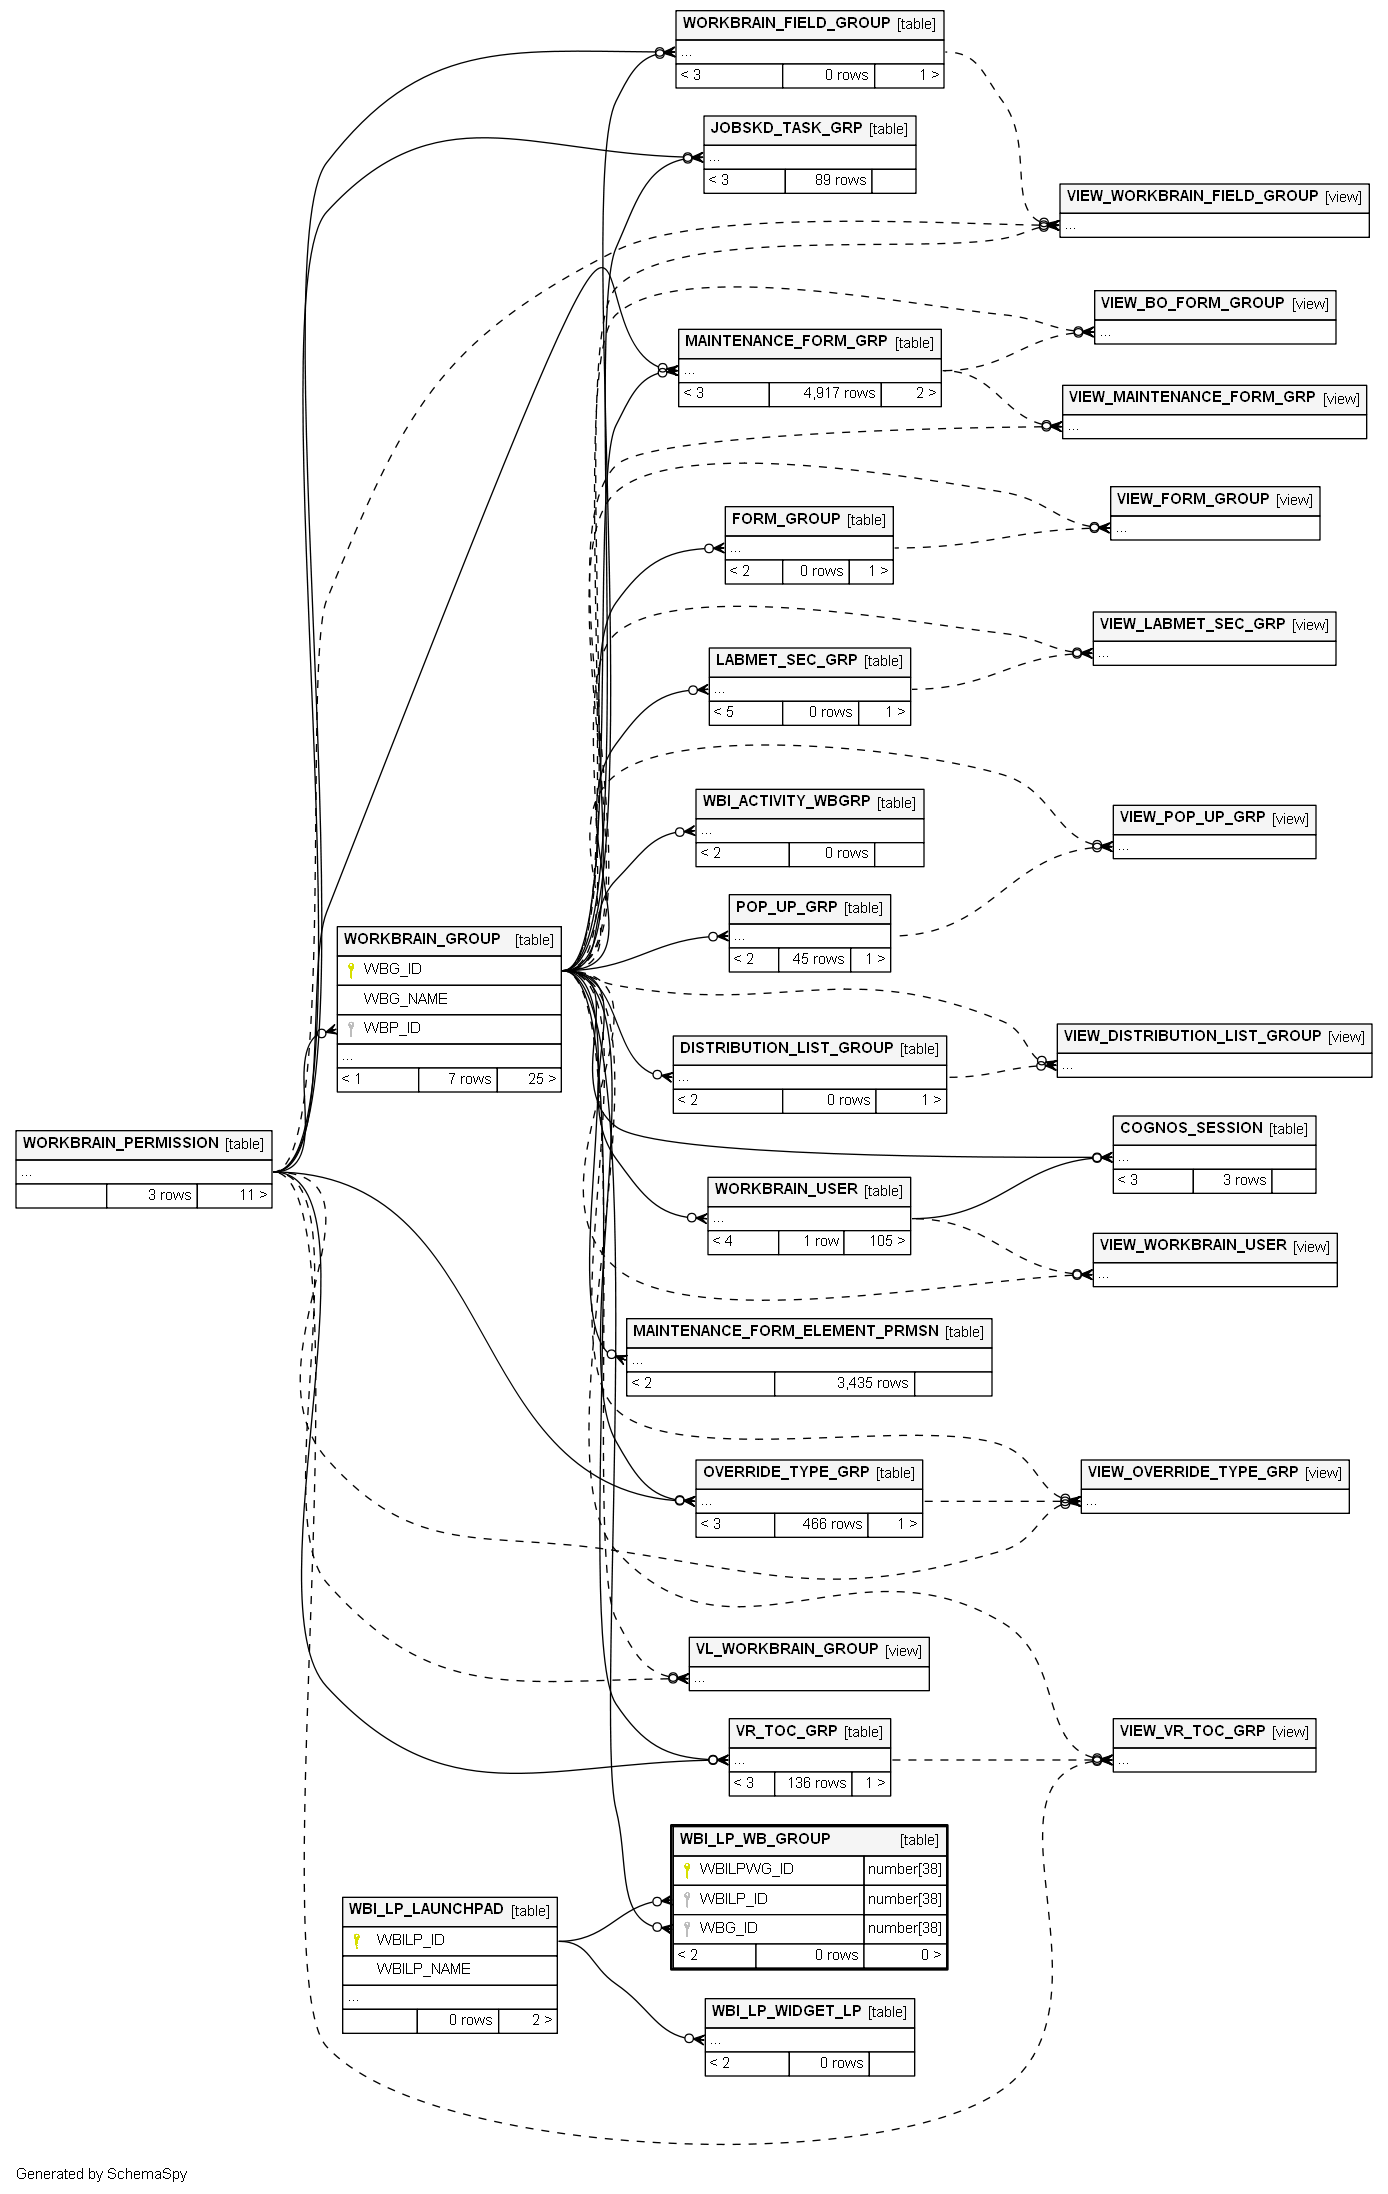 WORKBRAIN_FIELD_GROUP [table]
...
< 3 0 rows 1 >
JOBSKD_TASK_GRP [table]
...
< 3 89 rows
VIEW_WORKBRAIN_FIELD_GROUP [view]
...
VIEW_BO_FORM_GROUP [view]
...
MAINTENANCE_FORM_GRP [table]
...
< 3 4,917 rows 2 >
VIEW_MAINTENANCE_FORM_GRP [view]
...
VIEW_FORM_GROUP [view]
...
FORM_GROUP [table]
...
< 2 0 rows 1 >
VIEW_LABMET_SEC_GRP [view]
...
LABMET_SEC_GRP [table]
...
< 5 0 rows 1 >
WBI_ACTIVITY_WBGRP [table]
...
< 2 0 rows
VIEW_POP_UP_GRP [view]
...
POP_UP_GRP [table]
...
< 2 45 rows 1 >
WORKBRAIN_GROUP [table]
WBG_ID
WBG_NAME
WBP_ID
...
< 1 7 rows 25 >
VIEW_DISTRIBUTION_LIST_GROUP [view]
...
DISTRIBUTION_LIST_GROUP [table]
...
< 2 0 rows 1 >
WORKBRAIN_PERMISSION [table]
...
3 rows 11 >
COGNOS_SESSION [table]
...
< 3 3 rows
WORKBRAIN_USER [table]
...
< 4 1 row 105 >
VIEW_WORKBRAIN_USER [view]
...
MAINTENANCE_FORM_ELEMENT_PRMSN [table]
...
< 2 3,435 rows
OVERRIDE_TYPE_GRP [table]
...
< 3 466 rows 1 >
VIEW_OVERRIDE_TYPE_GRP [view]
...
VL_WORKBRAIN_GROUP [view]
...
VR_TOC_GRP [table]
...
< 3 136 rows 1 >
VIEW_VR_TOC_GRP [view]
...
WBI_LP_WB_GROUP [table]
WBILPWG_ID number[38]
WBILP_ID number[38]
WBG_ID number[38]
< 2 0 rows 0 >
WBI_LP_LAUNCHPAD [table]
WBILP_ID
WBILP_NAME
...
0 rows 2 >
WBI_LP_WIDGET_LP [table]
...
< 2 0 rows
Generated by SchemaSpy